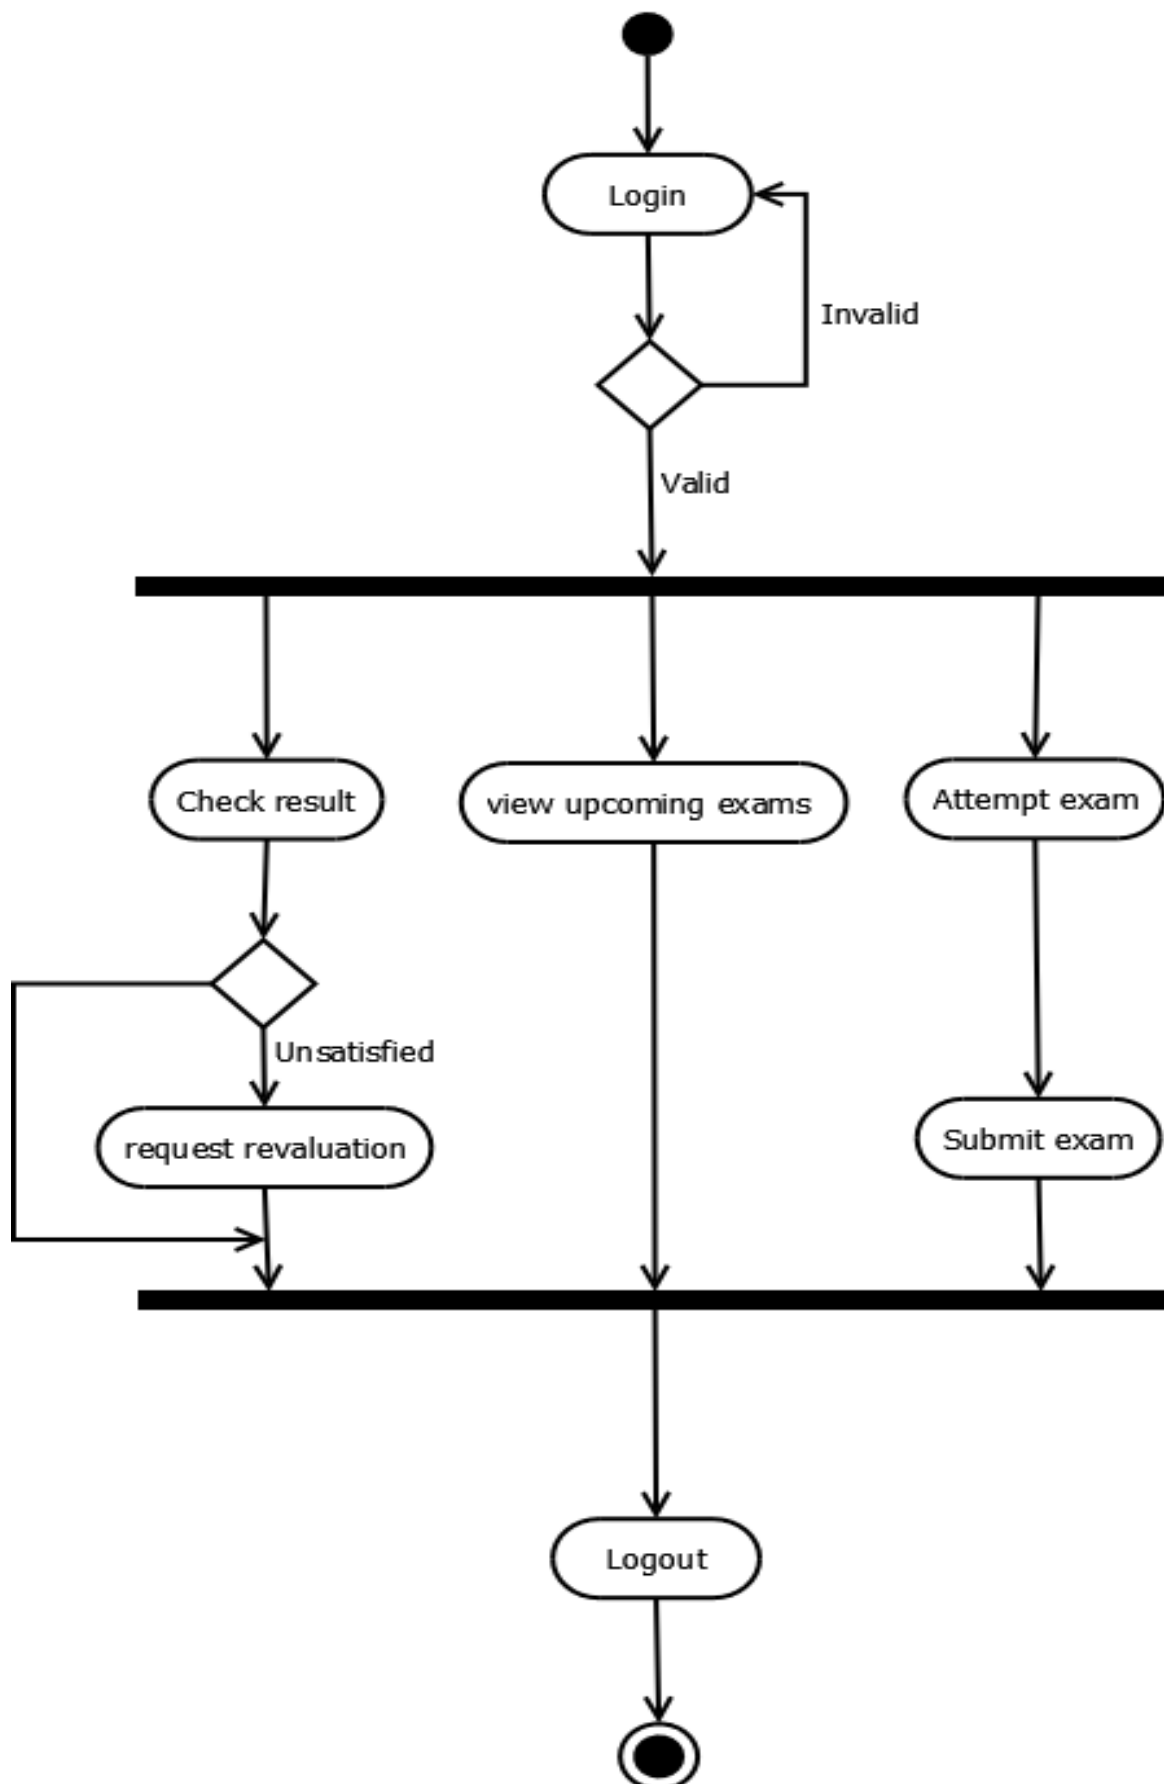 Login
Invalid
Valid
Check result
view upcoming exams
Attempt exam
Unsatisfied
request revaluation
Submit exam
Logout